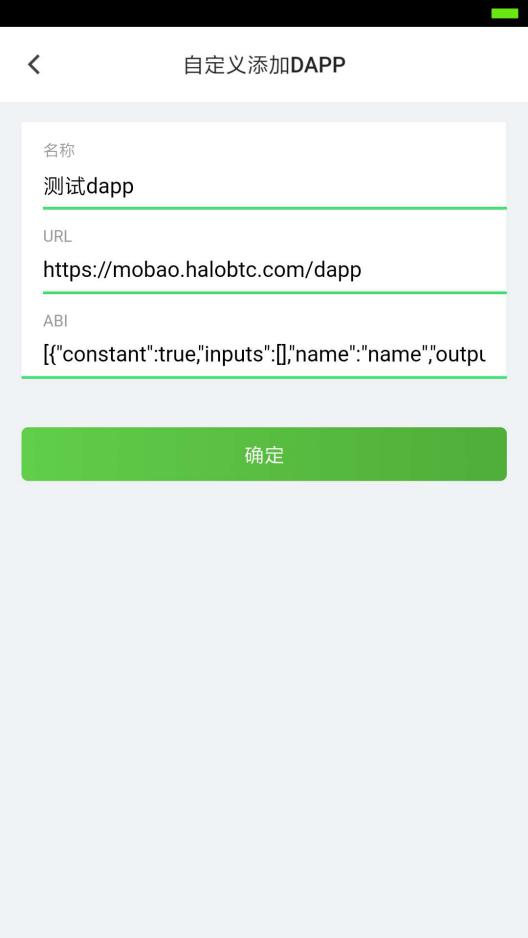 自定义添加DAPP
名称
测试dapp
URL
https://mobao.halobtc.com/dapp
ABI
[{"constant":true,"inputs":[],"name":"name","outpu
确定